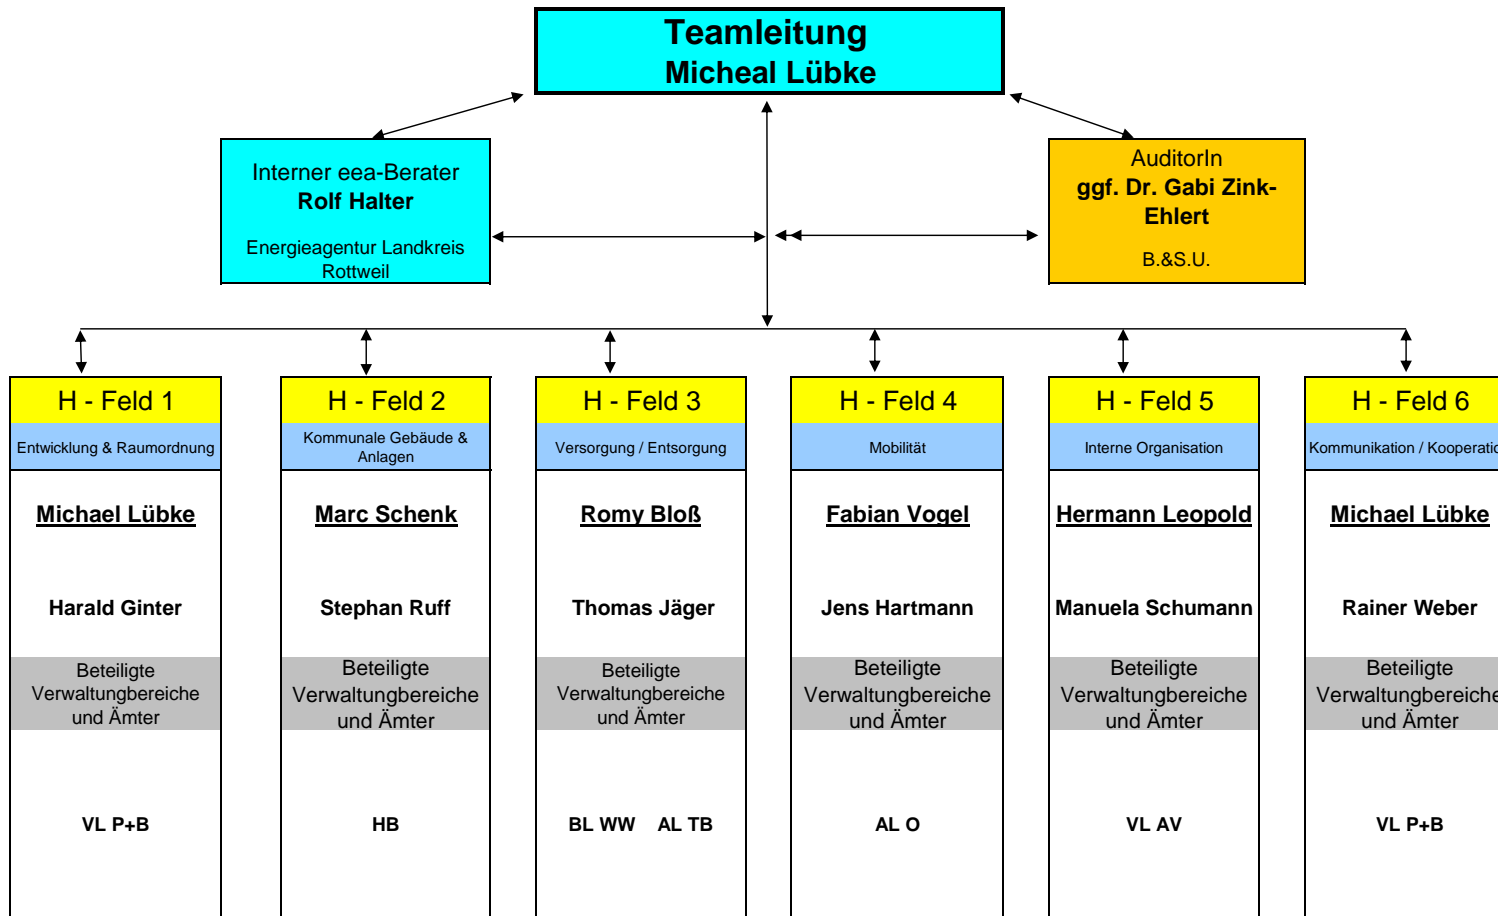 Teamleitung
Micheal Lübke
Interner eea-Berater
Rolf Halter
Energieagentur Landkreis
Rottweil
AuditorIn
ggf. Dr. Gabi Zink-
Ehlert
B.&S.U.
H - Feld 1
Entwicklung & Raumordnung
Michael Lübke
Harald Ginter
Beteiligte
Verwaltungbereiche
und Ämter
VL P+B
H - Feld 2
Kommunale Gebäude &
Anlagen
Marc Schenk
Stephan Ruff
Beteiligte
Verwaltungbereiche
und Ämter
HB
H - Feld 3
Versorgung / Entsorgung
Romy Bloß
Thomas Jäger
Beteiligte
Verwaltungbereiche
und Ämter
BL WW AL TB
H - Feld 4
Mobilität
Fabian Vogel
Jens Hartmann
Beteiligte
Verwaltungbereiche
und Ämter
AL O
H - Feld 5
Interne Organisation
Hermann Leopold
Manuela Schumann
Beteiligte
Verwaltungbereiche
und Ämter
VL AV
H - Feld 6
Kommunikation / Kooperatio
Michael Lübke
Rainer Weber
Beteiligte
Verwaltungbereiche
und Ämter
VL P+B